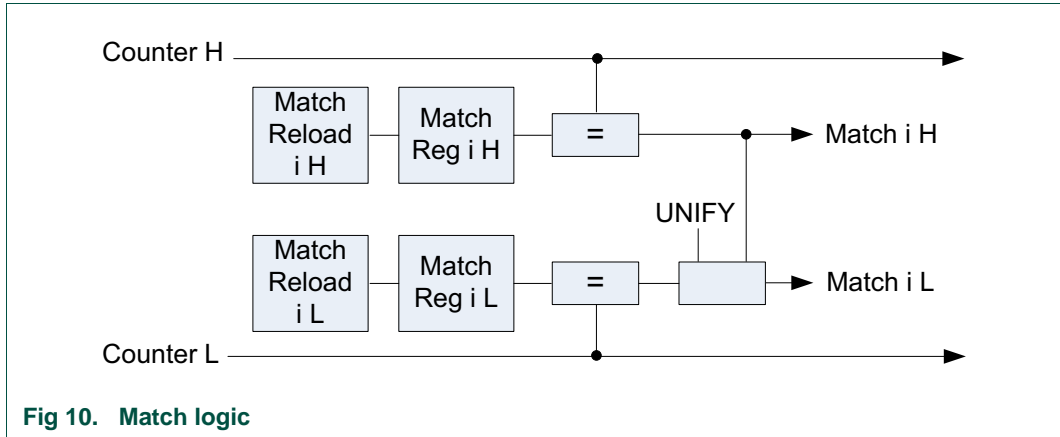 Counter H
Match
Reload
i H
Match
Reg i H
=
Match i H
UNIFY
Match
Reload
i L
Match
Reg i L
=
Match i L
Counter L
Fig 10. Match logic